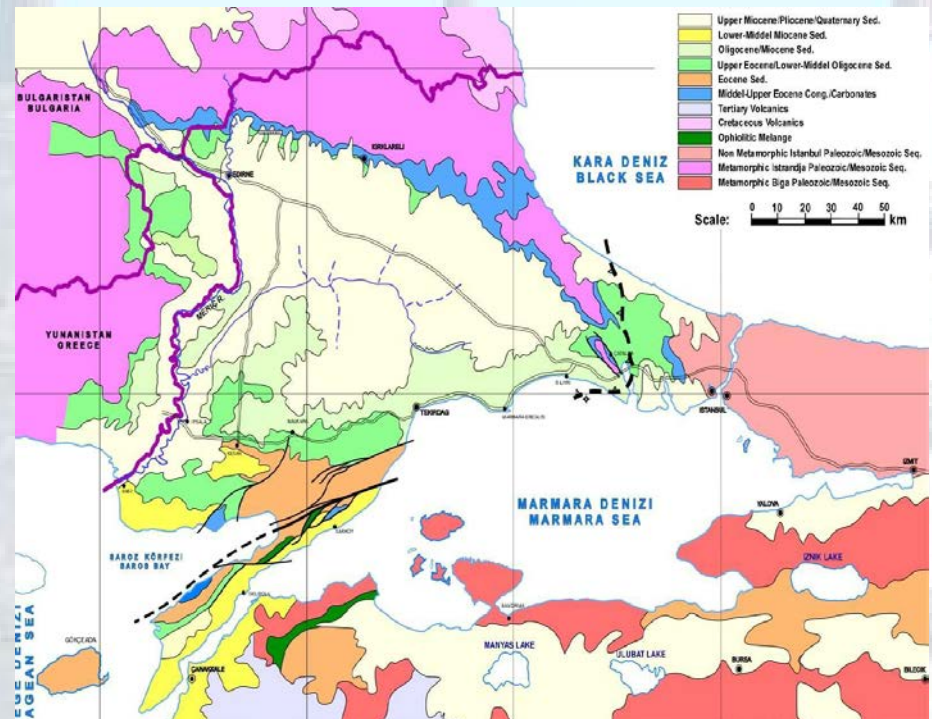 Upper Miocene/Pliocene/Quaternary Sed.
Lower-Middel Miocene Sed.
Oligocene/Miocene Sed.
Upper Eocene/Lower-Middel Oligocene Sed.
Eocene Sed.
Middel-Upper Eocene Cong./Carbonates
Tertiary Volcanics
Cretaceous Volcanics
Ophiolitic Melange
Non Metamorphic Istanbul Paleozoic/Mesozoic Seq.
Metamorphic Istrandja Paleozoic/Mesozoic Seq.
Metamorphic Biga Paleozoic/Mesozoic Seq.
Scale:
0 10 20 30 40 50 km
BULGARISTAN
BULGARIA
KIRKLARELI
EDIRNE
KARA DENIZ
BLACK SEA
YUNANISTAN
GREECE
TEKIRDAG
ISTANBUL
IZMIT
MARMARA DENIZI
MARMARA SEA
YALOVA
IZNIK LAKE
SAROZ KÖRFEZI
SAROS BAY
GÖKÇEADA
EGE DENIZI
AGEAN SEA
ÇANAKKALE
MANYAS LAKE
ULUBAT LAKE
BURSA
BILECIK